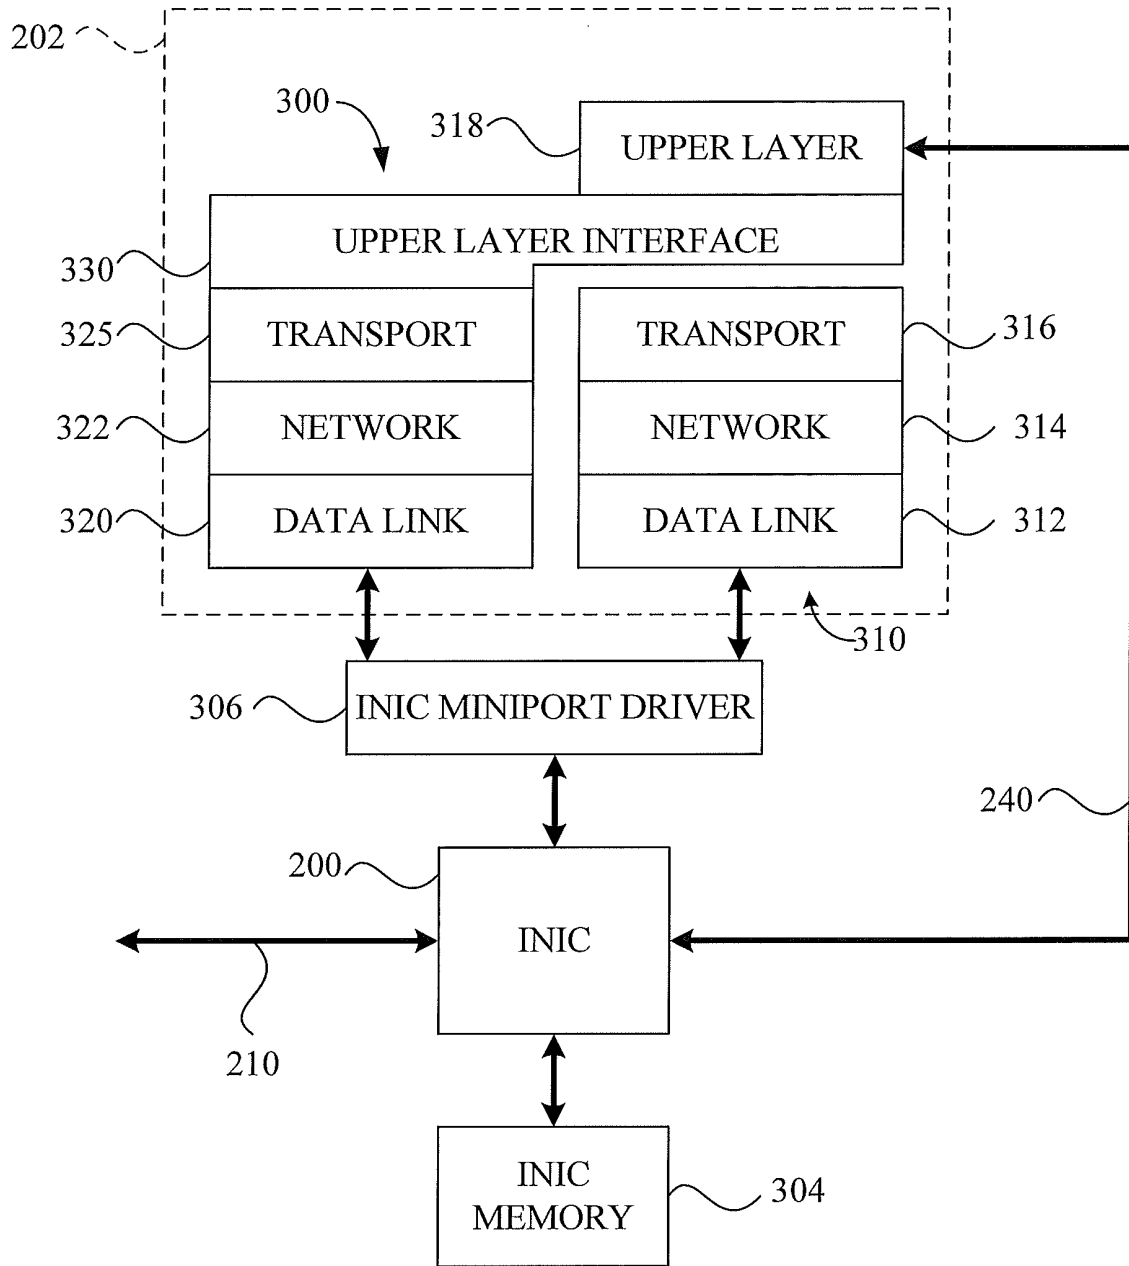 202
300
318
UPPER LAYER
UPPER LAYER INTERFACE
330
325
TRANSPORT
TRANSPORT
316
322
NETWORK
NETWORK
314
320
DATA LINK
DATA LINK
312
310
306
INIC MINIPORT DRIVER
240
200
INIC
210
INIC
MEMORY
304